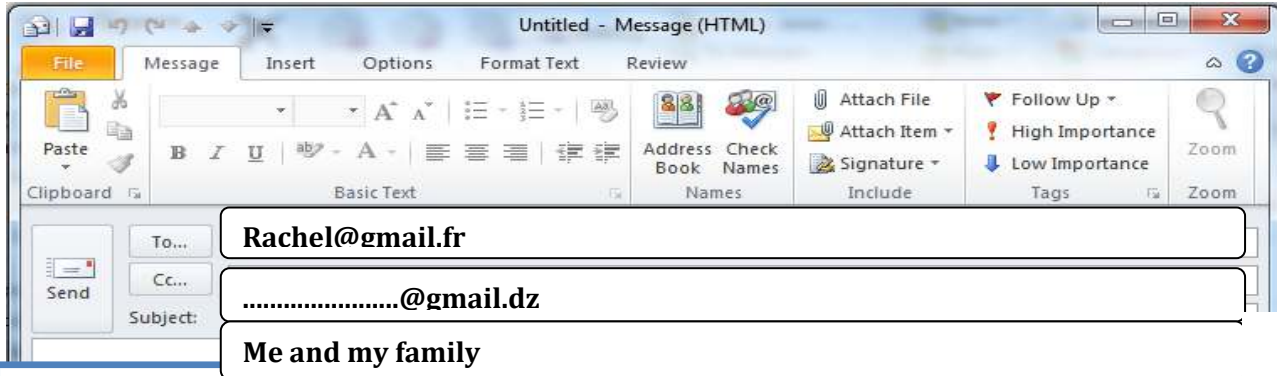 Untitled - Message (HTML)
File Message Insert Options Format Text Review
Paste
Clipboard
B I U
Basic Text
Address Book
Check Names
Names
Attach File
Attach Item
Signature
Include
Follow Up
High Importance
Low Importance
Tags
Zoom
Zoom
Send
To... Rachel@gmail.fr
Cc... .......................@gmail.dz
Subject:
Me and my family